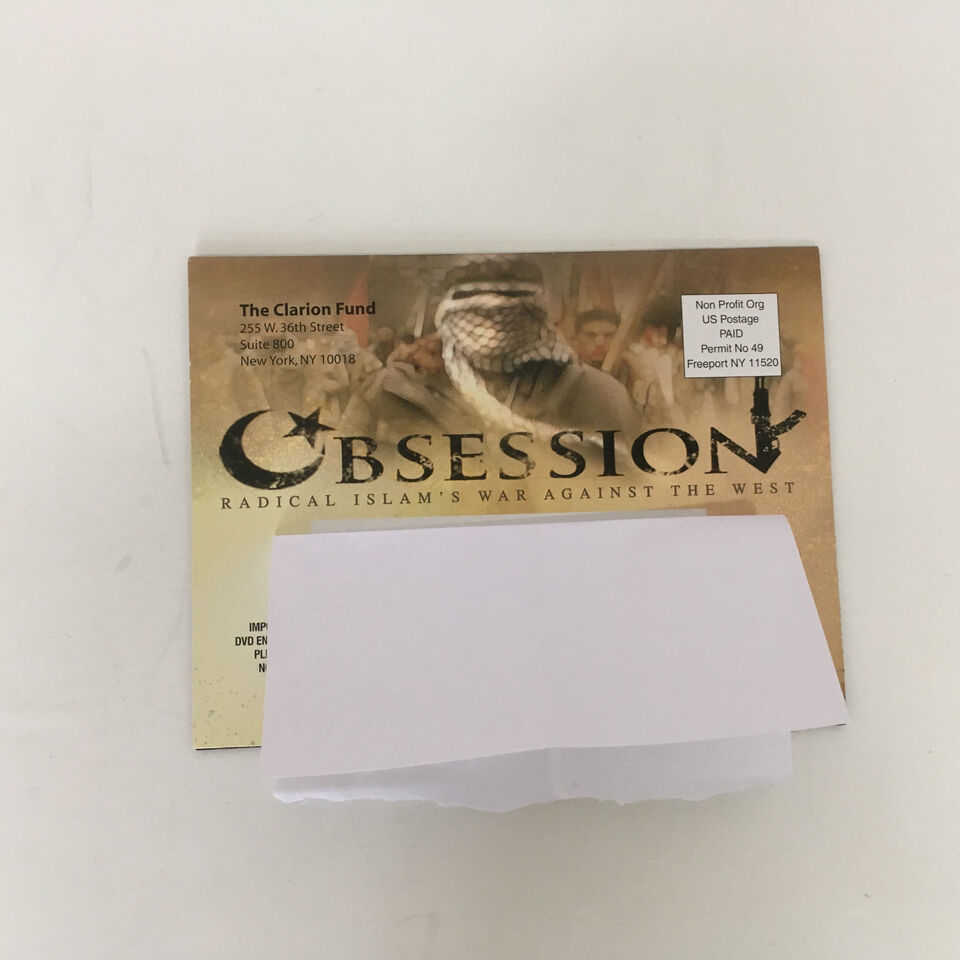 The Clarion Fund
255 W. 36th Street
Suite 800
New York, NY 10018
Non Profit Org
US Postage
PAID
Permit No 49
Freeport NY 11520
OBSESSION
RADICAL ISLAM'S WAR AGAINST THE WEST
DVD